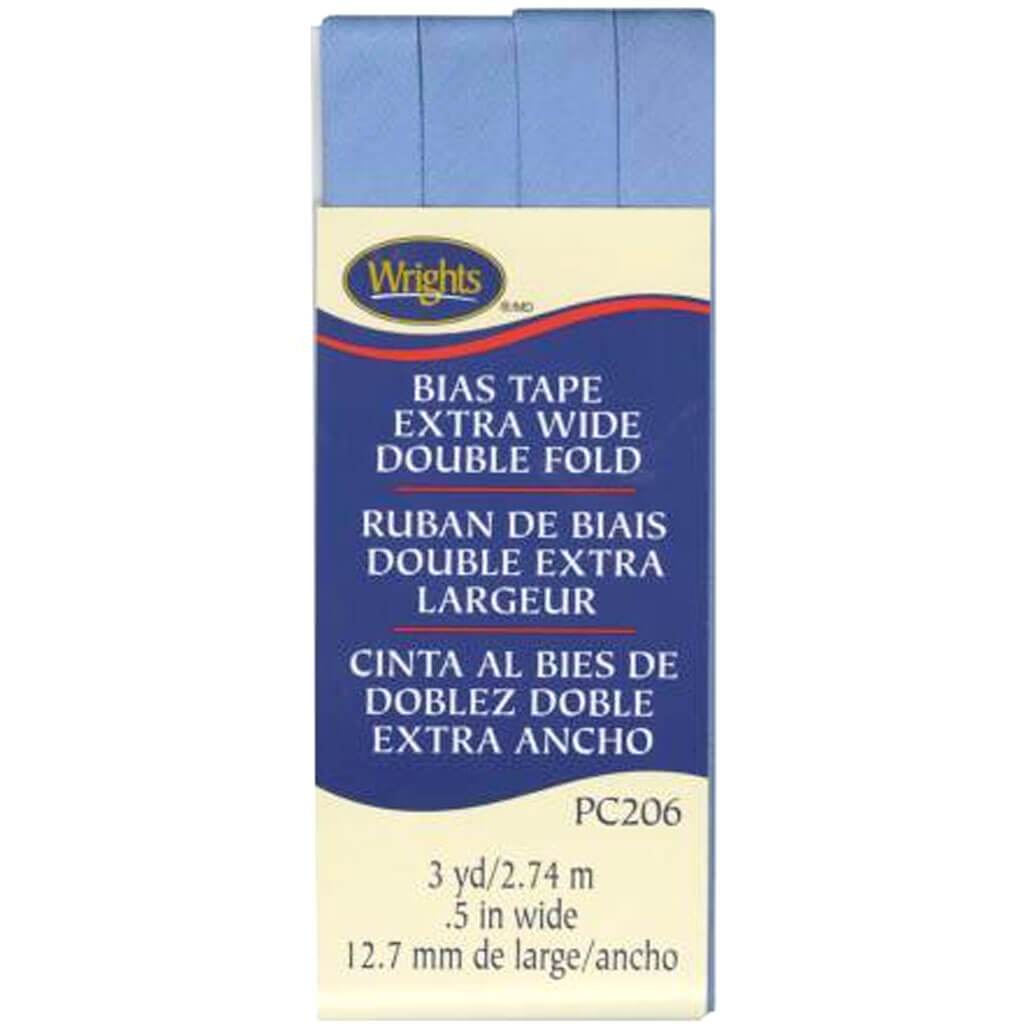 Wrights
®/MD
BIAS TAPE
EXTRA WIDE
DOUBLE FOLD
RUBAN DE BIAIS
DOUBLE EXTRA
LARGEUR
CINTA AL BIES DE
DOBLEZ DOBLE
EXTRA ANCHO
PC206
3 yd/2.74 m
.5 in wide
12.7 mm de large/ancho